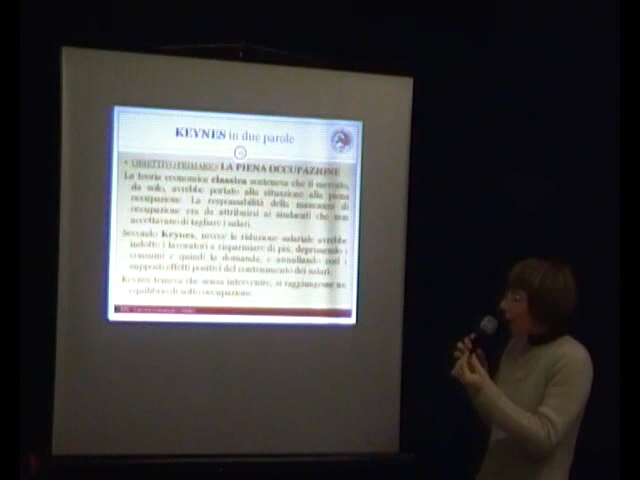 KEYNES in due parole
OBIETTIVO PRIMARIO: LA PIENA OCCUPAZIONE
La teoria economica classica sosteneva che il mercato,
da solo, avrebbe portato alla situazione alla piena
occupazione. La responsabilità della mancanza di
occupazione era da attribuirsi ai sindacati che non
accettavano di tagliare i salari.
Secondo Keynes, invece la riduzione salariale avrebbe
indotto i lavoratori a risparmiare di più, deprimendo i
consumi e quindi la domanda, e annullando così i
supposti effetti positivi del contenimento dei salari.
Keynes temeva che senza intervenire, si raggiungesse un
equilibrio di sotto occupazione